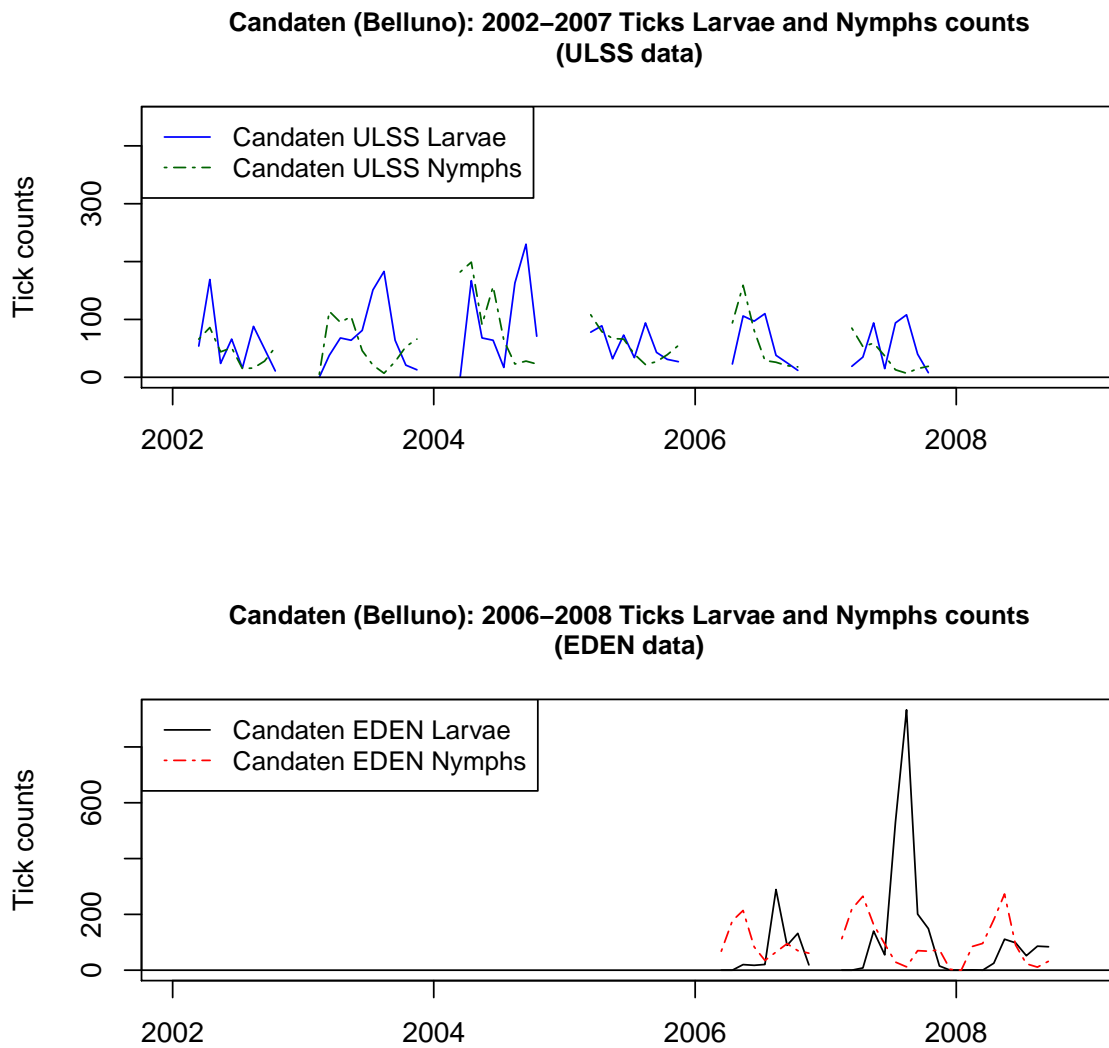 Candaten (Belluno): 2002−2007 Ticks Larvae and Nymphs counts
(ULSS data)
Candaten ULSS Larvae
Candaten ULSS Nymphs
Tick counts
300
100
0
2002 2004 2006 2008
Candaten (Belluno): 2006−2008 Ticks Larvae and Nymphs counts
(EDEN data)
Candaten EDEN Larvae
Candaten EDEN Nymphs
Tick counts
600
200
0
2002 2004 2006 2008